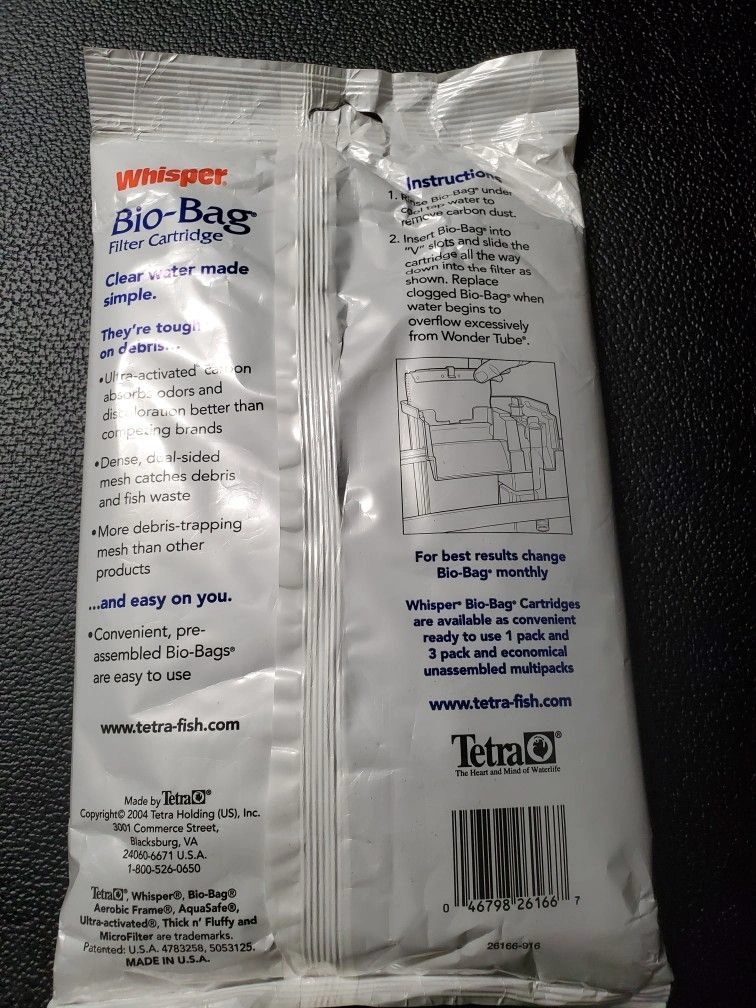 Whisper®
Bio-Bag®
Filter Cartridge
Clear water made
simple.
They're tough
on debris...
•Ultra-activated® carbon
absorbs odors and
discoloration better than
competing brands
•Dense, dual-sided
mesh catches debris
and fish waste
•More debris-trapping
mesh than other
products
...and easy on you.
•Convenient, pre-
assembled Bio-Bags®
are easy to use
www.tetra-fish.com
Made by Tetra®
Copyright© 2004 Tetra Holding (US), Inc.
3001 Commerce Street,
Blacksburg, VA
24060-6671 U.S.A.
1-800-526-0650
Tetra®, Whisper®, Bio-Bag®
Aerobic Frame®, AquaSafe®,
Ultra-activated®, Thick n' Fluffy and
MicroFilter are trademarks.
Patented: U.S.A. 4783258, 5053125.
MADE IN U.S.A.
Instructions
1. Rinse Bio-Bag® under
cool tap water to
remove carbon dust.
2. Insert Bio-Bag® into
"V" slots and slide the
cartridge all the way
down into the filter as
shown. Replace
clogged Bio-Bag® when
water begins to
overflow excessively
from Wonder Tube®.
For best results change
Bio-Bag® monthly
Whisper® Bio-Bag® Cartridges
are available as convenient
ready to use 1 pack and
3 pack and economical
unassembled multipacks
www.tetra-fish.com
Tetra®
The Heart and Mind of Waterlife
0 46798 26166 7
26166-916